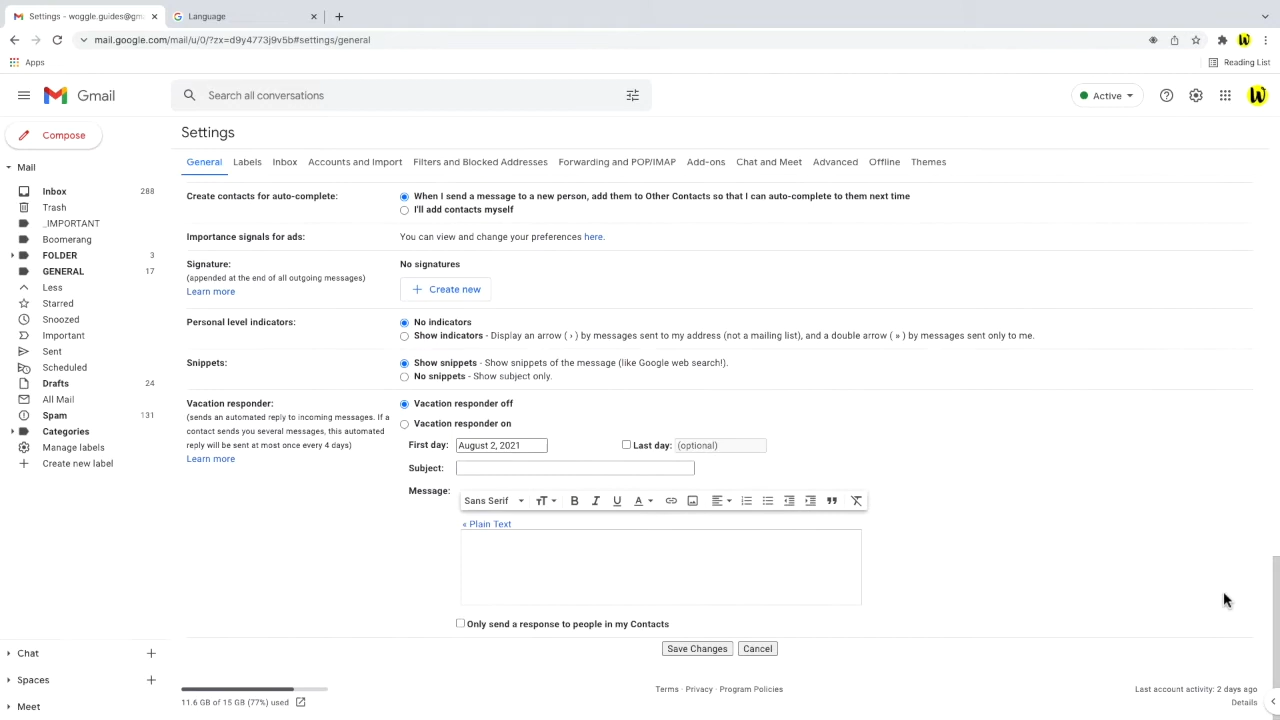 Settings - woggle.guides@gm
Language
mail.google.com/mail/u/0/?zx=d9y4773j9v5b#settings/general
Apps
Reading List
Gmail
Search all conversations
Active
Compose
Mail
Inbox 288
Trash
_IMPORTANT
Boomerang
FOLDER 3
GENERAL 17
Less
Starred
Snoozed
Important
Sent
Scheduled
Drafts 24
All Mail
Spam 131
Categories
Manage labels
Create new label
Chat
Spaces
Meet
Settings
General Labels Inbox Accounts and Import Filters and Blocked Addresses Forwarding and POP/IMAP Add-ons Chat and Meet Advanced Offline Themes
Create contacts for auto-complete:
When I send a message to a new person, add them to Other Contacts so that I can auto-complete to them next time
I'll add contacts myself
Importance signals for ads: You can view and change your preferences here.
Signature:
(appended at the end of all outgoing messages)
Learn more
No signatures
Create new
Personal level indicators:
No indicators
Show indicators - Display an arrow ( › ) by messages sent to my address (not a mailing list), and a double arrow ( » ) by messages sent only to me.
Snippets:
Show snippets - Show snippets of the message (like Google web search!).
No snippets - Show subject only.
Vacation responder:
(sends an automated reply to incoming messages. If a
contact sends you several messages, this automated
reply will be sent at most once every 4 days)
Learn more
Vacation responder off
Vacation responder on
First day: August 2, 2021 Last day: (optional)
Subject:
Message:
Sans Serif
« Plain Text
Only send a response to people in my Contacts
Save Changes Cancel
11.6 GB of 15 GB (77%) used
Terms · Privacy · Program Policies
Last account activity: 2 days ago
Details